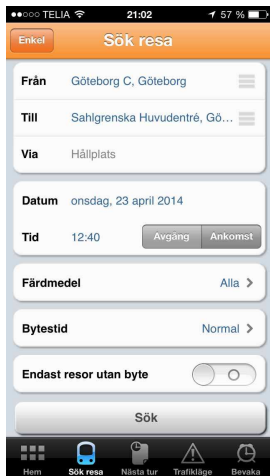 TELIA 21:02 57 %
Enkel Sök resa
Från Göteborg C, Göteborg
Till Sahlgrenska Huvudentré, Gö...
Via Hållplats
Datum onsdag, 23 april 2014
Tid 12:40 Avgång Ankomst
Färdmedel Alla >
Bytestid Normal >
Endast resor utan byte
Sök
Hem Sök resa Nästa tur Trafikläge Bevaka